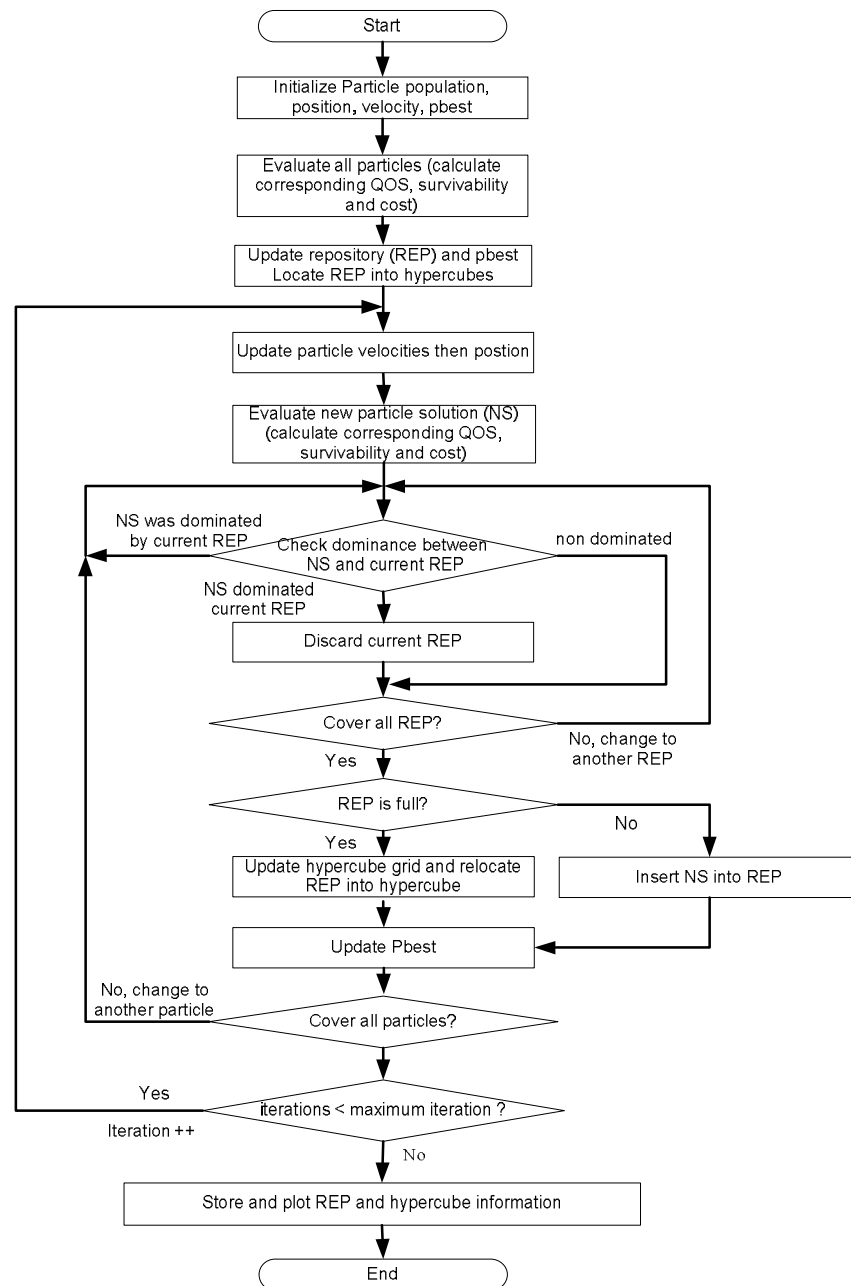 Start
Initialize Particle population,
position, velocity, pbest
Evaluate all particles (calculate
corresponding QOS, survivability
and cost)
Update repository (REP) and pbest
Locate REP into hypercubes
Update particle velocities then postion
Evaluate new particle solution (NS)
(calculate corresponding QOS,
survivability and cost)
NS was dominated
by current REP
Check dominance between
NS and current REP
non dominated
NS dominated
current REP
Discard current REP
Cover all REP?
No, change to
another REP
Yes
REP is full?
No
Yes
Update hypercube grid and relocate
REP into hypercube
Insert NS into REP
Update Pbest
No, change to
another particle
Cover all particles?
Yes
iterations < maximum iteration ?
Iteration ++
No
Store and plot REP and hypercube information
End